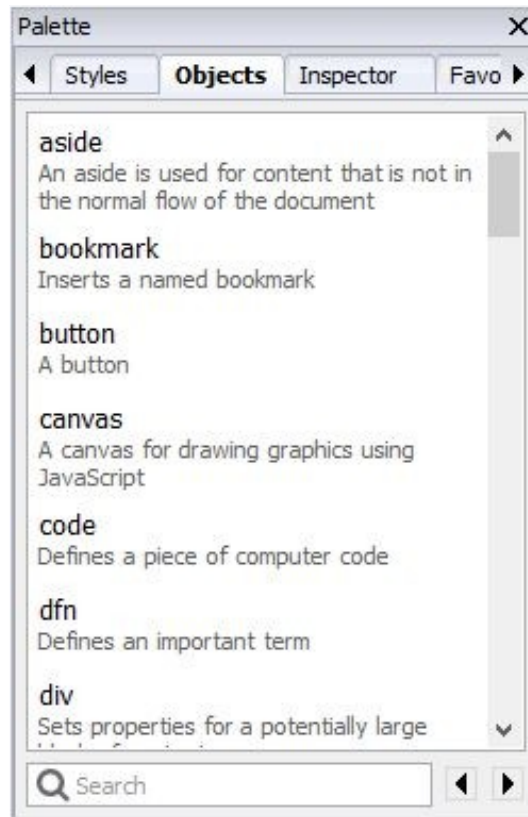 Palette
Styles Objects Inspector Favo
aside
An aside is used for content that is not in
the normal flow of the document
bookmark
Inserts a named bookmark
button
A button
canvas
A canvas for drawing graphics using
JavaScript
code
Defines a piece of computer code
dfn
Defines an important term
div
Sets properties for a potentially large
Search